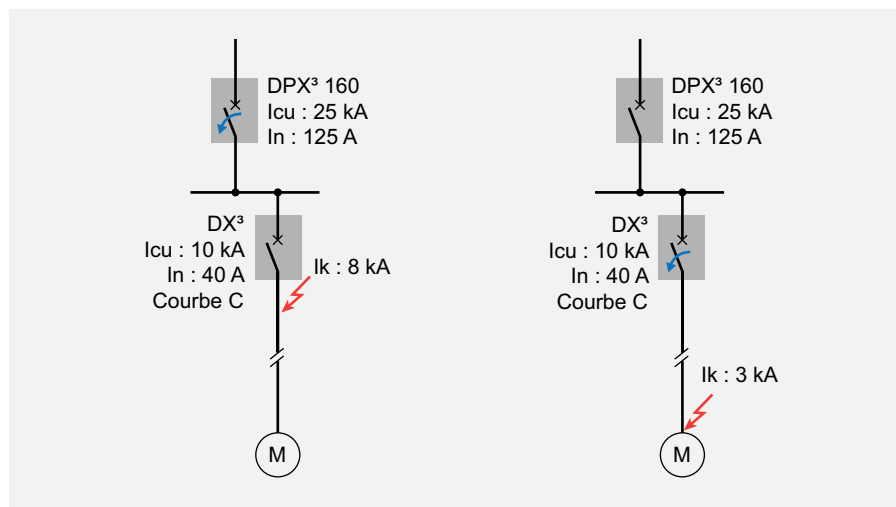 DPX³ 160
Icu : 25 kA
In : 125 A
DX³
Icu : 10 kA
In : 40 A
Courbe C
Ik : 8 kA
M
DPX³ 160
Icu : 25 kA
In : 125 A
DX³
Icu : 10 kA
In : 40 A
Courbe C
Ik : 3 kA
M